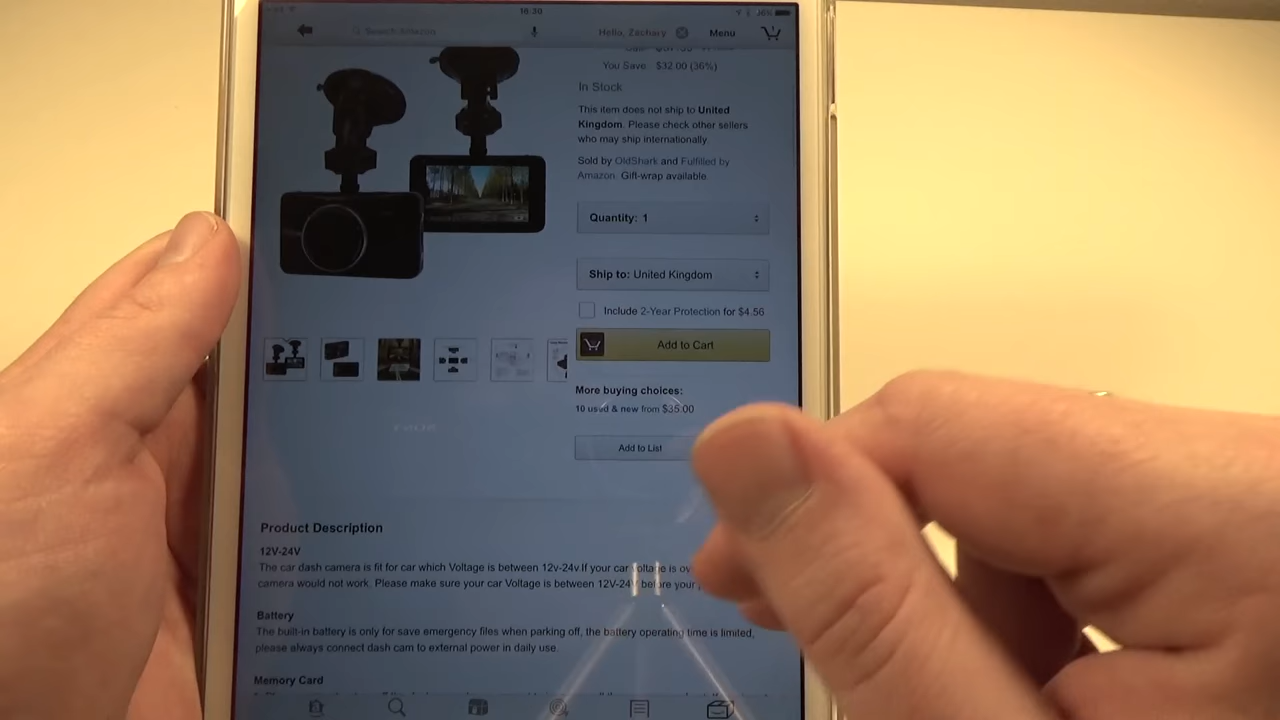 16:30
Search Amazon
Hello, Zachary
Menu
You Save: $32.00 (36%)
In Stock
This item does not ship to United
Kingdom. Please check other sellers
who may ship internationally
Sold by OldShark and Fulfilled by
Amazon. Gift-wrap available.
Quantity: 1
Ship to: United Kingdom
Include 2-Year Protection for $4.56
Add to Cart
More buying choices:
10 used & new from $35.00
Add to List
Product Description
12V-24V
The car dash camera is fit for car which Voltage is between 12v-24v.If your car voltage is
camera would not work. Please make sure your car Voltage is between 12V-24V before your
Battery
The built-in battery is only for save emergency files when parking off, the battery operating time is limited,
please always connect dash cam to external power in daily use.
Memory Card